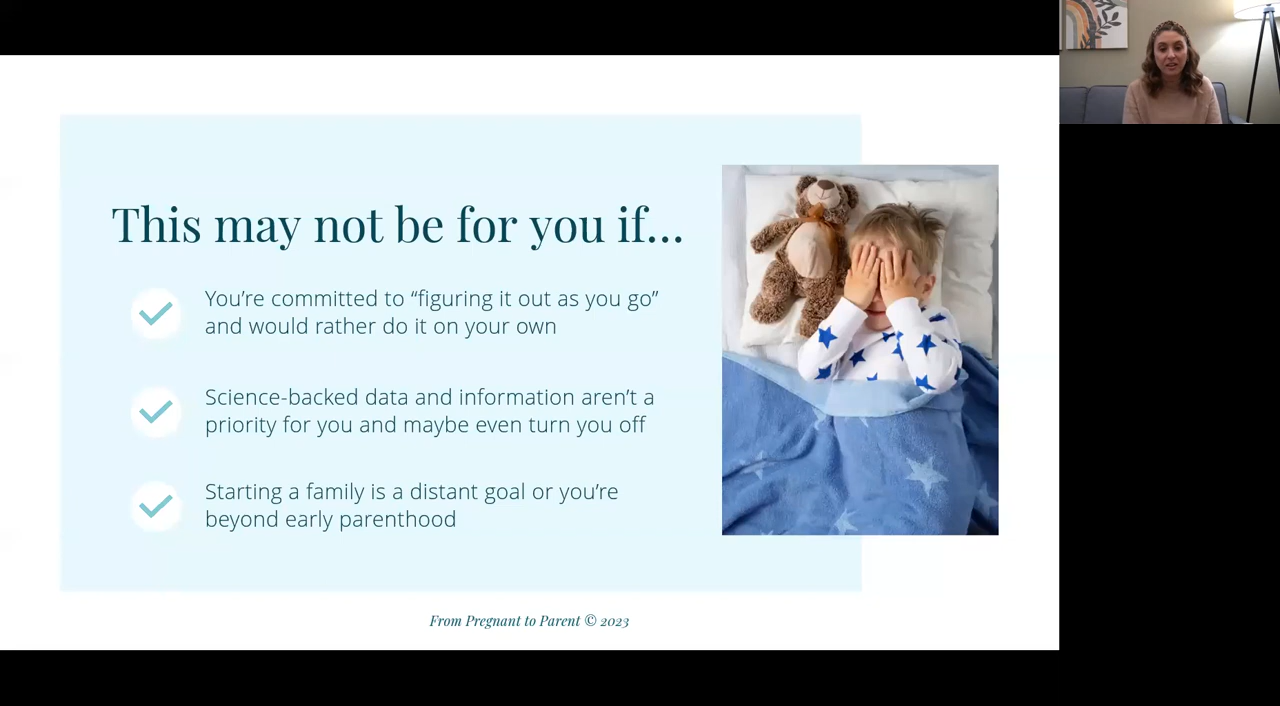 This may not be for you if...
You’re committed to “figuring it out as you go”
and would rather do it on your own
Science-backed data and information aren’t a
priority for you and maybe even turn you off
Starting a family is a distant goal or you’re
beyond early parenthood
From Pregnant to Parent © 2023